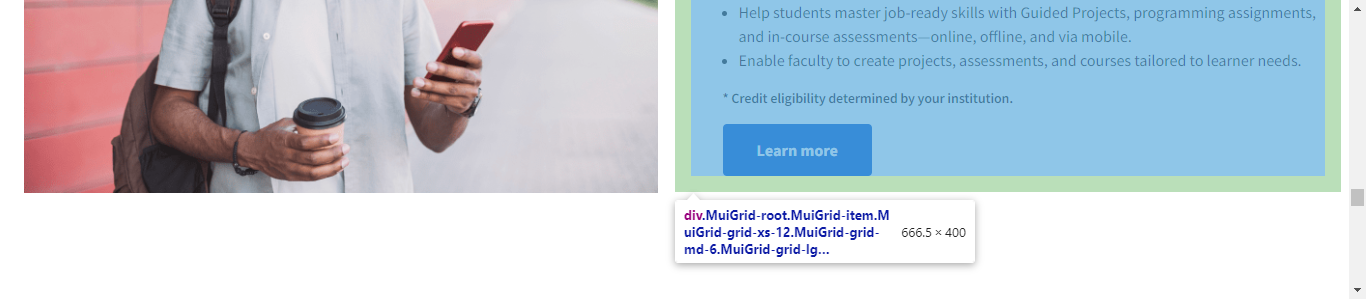 Help students master job-ready skills with Guided Projects, programming assignments,
and in-course assessments—online, offline, and via mobile.
Enable faculty to create projects, assessments, and courses tailored to learner needs.
* Credit eligibility determined by your institution.
Learn more
div.MuiGrid-root.MuiGrid-item.M
uiGrid-grid-xs-12.MuiGrid-grid-
md-6.MuiGrid-grid-lg...
666.5 × 400